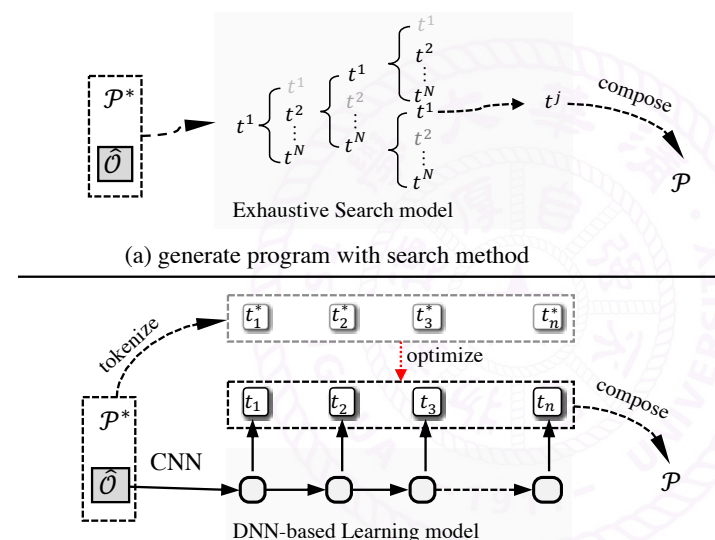 𝒫*
Ô
t¹
t¹
t²
⋮
tᴺ
t¹
t²
⋮
tᴺ
t¹
t²
⋮
tᴺ
t¹
t²
⋮
tᴺ
tʲ
compose
𝒫
Exhaustive Search model
(a) generate program with search method
tokenize
t₁* t₂* t₃* tₙ*
optimize
t₁ t₂ t₃ tₙ
compose
𝒫*
Ô
CNN
𝒫
DNN-based Learning model